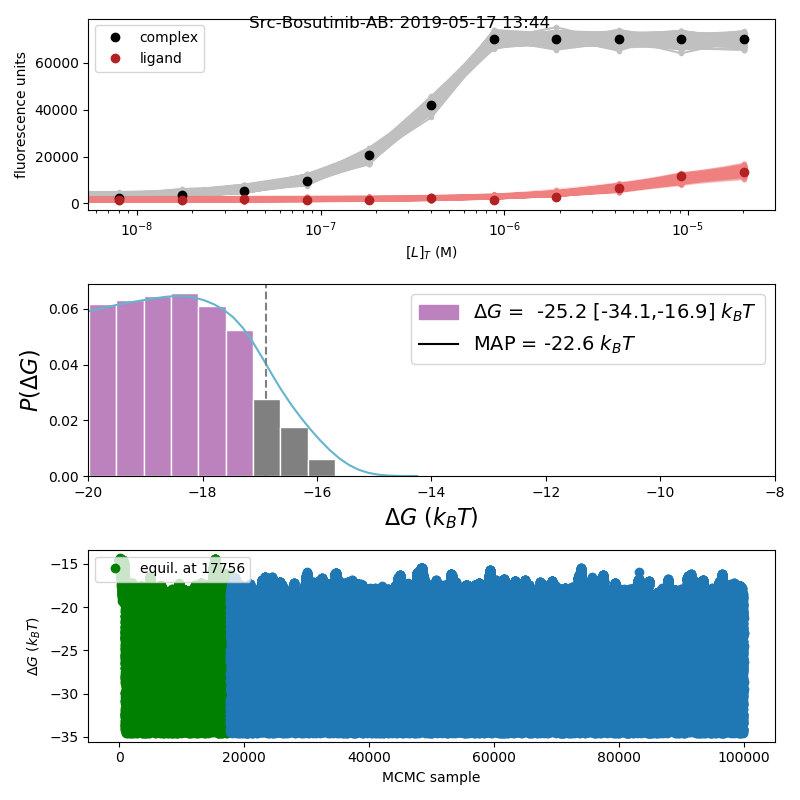 Src-Bosutinib-AB: 2019-05-17 13:44
complex
ligand
fluorescence units
60000
40000
20000
0
10⁻⁸
10⁻⁷
10⁻⁶
10⁻⁵
[L]_T (M)
ΔG = -25.2 [-34.1,-16.9] k_BT
MAP = -22.6 k_BT
P(ΔG)
0.06
0.04
0.02
0.00
−20
−18
−16
−14
−12
−10
−8
ΔG (k_BT)
equil. at 17756
ΔG (k_BT)
−15
−20
−25
−30
−35
0
20000
40000
60000
80000
100000
MCMC sample